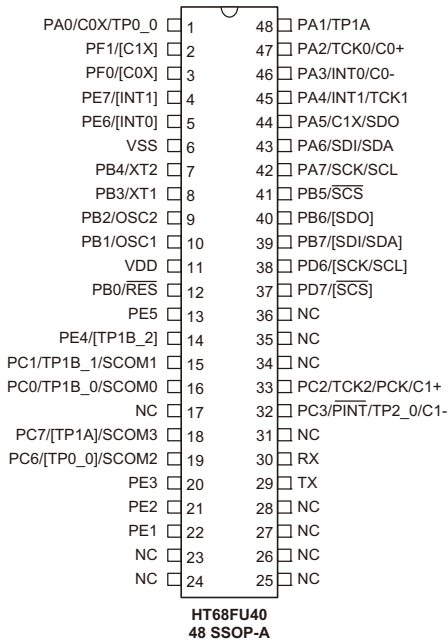 PA0/C0X/TP0_0 1 48 PA1/TP1A
PF1/[C1X] 2 47 PA2/TCK0/C0+
PF0/[C0X] 3 46 PA3/INT0/C0-
PE7/[INT1] 4 45 PA4/INT1/TCK1
PE6/[INT0] 5 44 PA5/C1X/SDO
VSS 6 43 PA6/SDI/SDA
PB4/XT2 7 42 PA7/SCK/SCL
PB3/XT1 8 41 PB5/SCS
PB2/OSC2 9 40 PB6/[SDO]
PB1/OSC1 10 39 PB7/[SDI/SDA]
VDD 11 38 PD6/[SCK/SCL]
PB0/RES 12 37 PD7/[SCS]
PE5 13 36 NC
PE4/[TP1B_2] 14 35 NC
PC1/TP1B_1/SCOM1 15 34 NC
PC0/TP1B_0/SCOM0 16 33 PC2/TCK2/PCK/C1+
NC 17 32 PC3/PINT/TP2_0/C1-
PC7/[TP1A]/SCOM3 18 31 NC
PC6/[TP0_0]/SCOM2 19 30 RX
PE3 20 29 TX
PE2 21 28 NC
PE1 22 27 NC
NC 23 26 NC
NC 24 25 NC
HT68FU40
48 SSOP-A